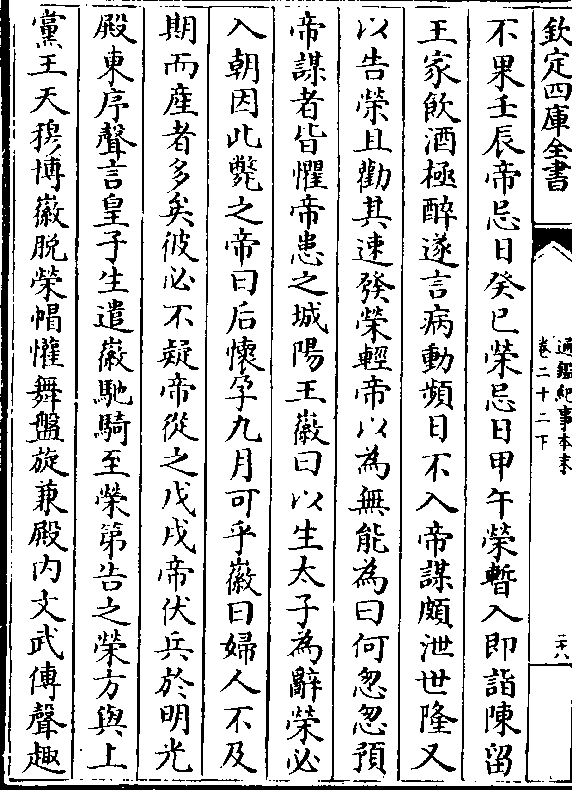 欽定四庫全書
通鑑紀事本末
卷二十二下
二十八
不果壬辰帝忌日癸巳榮忌日甲午榮暫入即詣陳留
王家飲酒極醉遂言病動頻日不入帝謀頗泄世隆又
以告榮且勸其速發榮輕帝以為無能為曰何怱怱預
帝謀者皆懼帝患之城陽王徽曰以生太子為辭榮必
入朝因此斃之帝曰后懷孕九月可乎徽曰婦人不及
期而産者多矣彼必不疑帝從之戊戌帝伏兵於明光
殿東序聲言皇子生遣徽馳騎至榮第告之榮方與上
黨王天穆博徽脱榮帽懽舞盤旋兼殿内文武傳聲趣